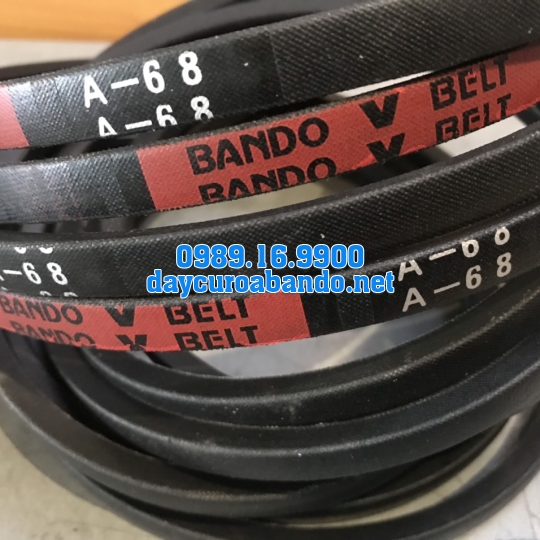 A-68
A-68
BANDO V BELT
BANDO V BELT
A-68
A-68
0989.16.9900
daycuroabando.net
A-68
BANDO V BELT
BANDO V BELT